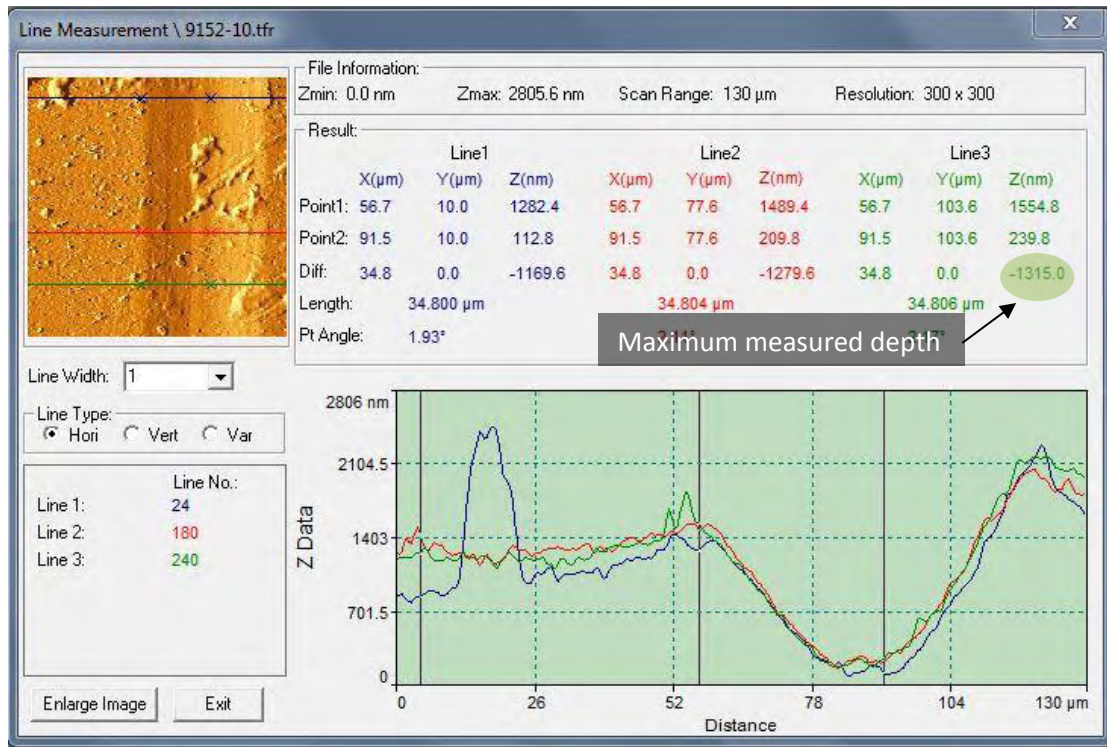 Line Measurement \ 9152-10.tfr
X
File Information:
Zmin: 0.0 nm Zmax: 2805.6 nm Scan Range: 130 µm Resolution: 300 x 300
Result:
Line1 Line2 Line3
X(µm) Y(µm) Z(nm) X(µm) Y(µm) Z(nm) X(µm) Y(µm) Z(nm)
Point1: 56.7 10.0 1282.4 56.7 77.6 1489.4 56.7 103.6 1554.8
Point2: 91.5 10.0 112.8 91.5 77.6 209.8 91.5 103.6 239.8
Diff: 34.8 0.0 -1169.6 34.8 0.0 -1279.6 34.8 0.0 -1315.0
Length: 34.800 µm 34.804 µm 34.806 µm
Pt Angle: 1.93°
Maximum measured depth
Line Width: 1
Line Type:
Hori Vert Var
Line No.:
Line 1: 24
Line 2: 180
Line 3: 240
Enlarge Image Exit
2806 nm
2104.5
1403
701.5
0
Z Data
0 26 52 78 104 130 µm
Distance